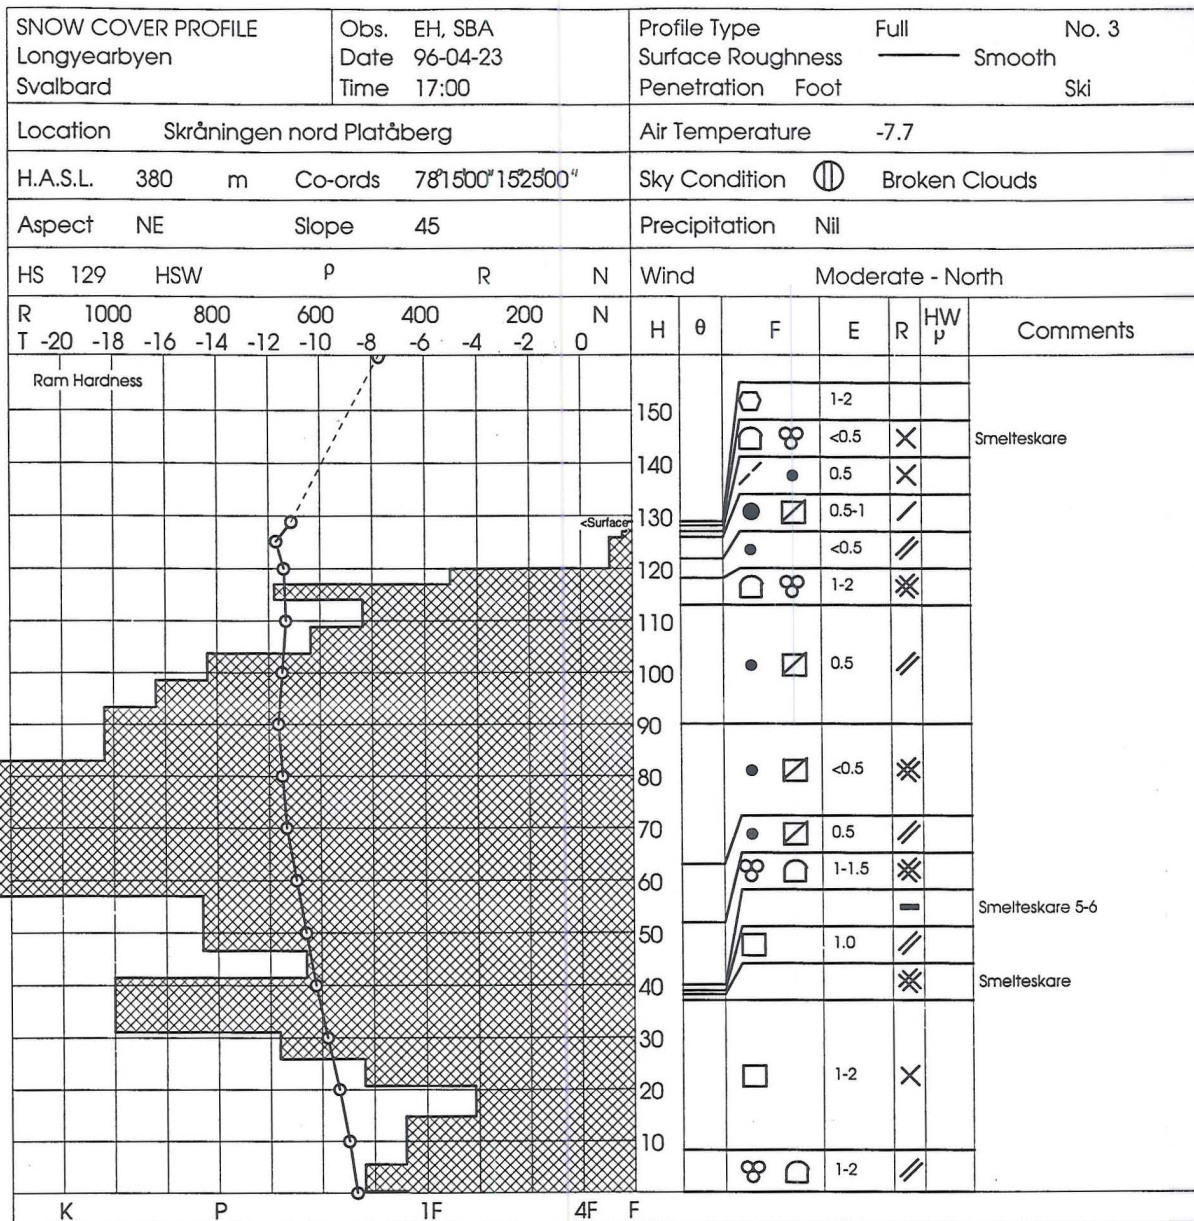 SNOW COVER PROFILE Obs. EH, SBA Profile Type Full No. 3
Longyearbyen Date 96-04-23 Surface Roughness Smooth
Svalbard Time 17:00 Penetration Foot Ski
Location Skråningen nord Platåberg Air Temperature -7.7
H.A.S.L. 380 m Co-ords 78°15'00" 15°25'00" Sky Condition Broken Clouds
Aspect NE Slope 45 Precipitation Nil
HS 129 HSW ρ R N Wind Moderate - North
R 1000 800 600 400 200 N
T -20 -18 -16 -14 -12 -10 -8 -6 -4 -2 0
H θ F E R HW ρ Comments
Ram Hardness
150 1-2
<0.5 Smelteskare
140
0.5
130 <Surface 0.5-1
<0.5
120
1-2
110
100 0.5
90
80 <0.5
70 0.5
60 1-1.5
Smelteskare 5-6
50 1.0
40 Smelteskare
30
20 1-2
10
1-2
K P 1F 4F F